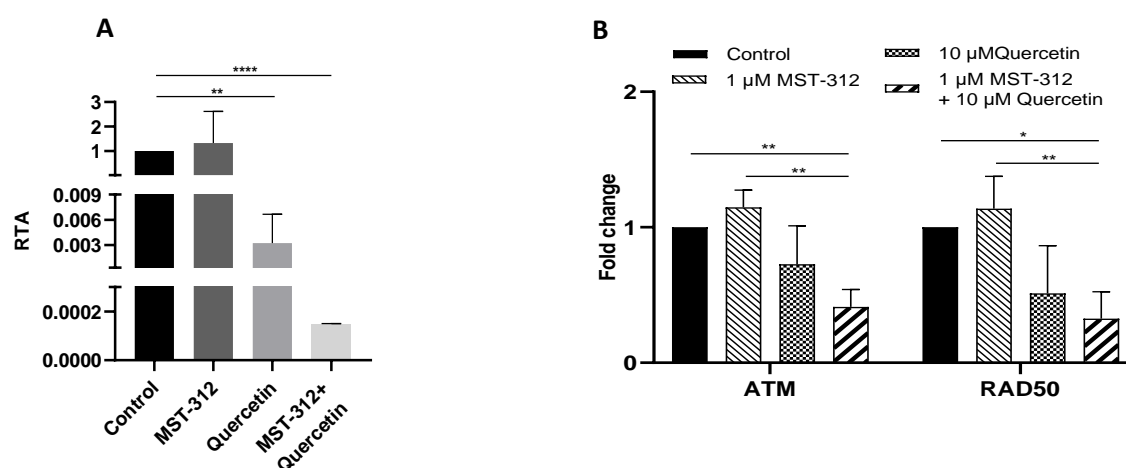 A
****
**
3
2
1
0.009
0.006
0.003
0.0002
0.0000
RTA
Control
MST-312
Quercetin
MST-312+
Quercetin
B
Control
1 µM MST-312
10 µMQuercetin
1 µM MST-312
+ 10 µM Quercetin
2
1
0
Fold change
**
**
*
**
ATM
RAD50